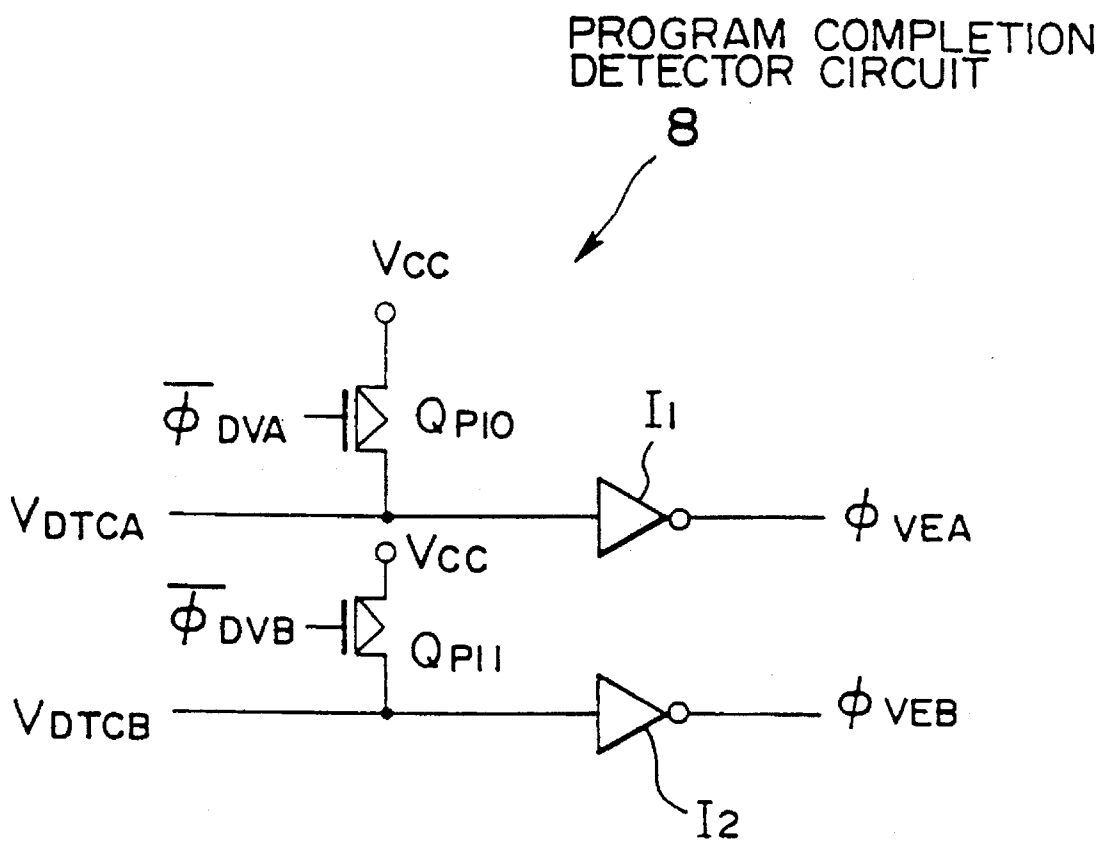 PROGRAM COMPLETION
DETECTOR CIRCUIT
8
VCC
φ̅DVA
QP10
I1
VDTCA
φVEA
VCC
φ̅DVB
QP11
VDTCB
φVEB
I2